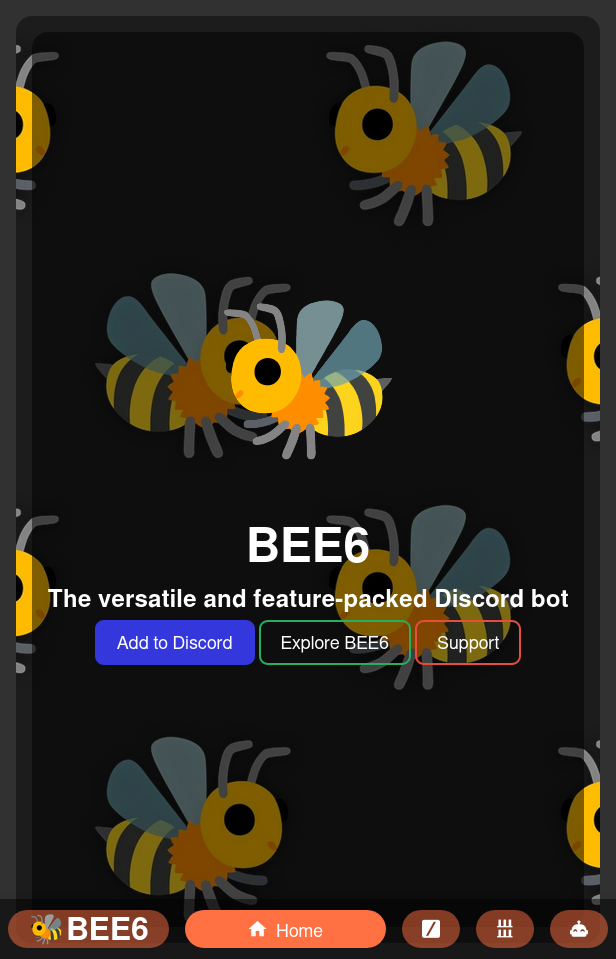 BEE6
The versatile and feature-packed Discord bot
Add to Discord Explore BEE6 Support
BEE6 Home